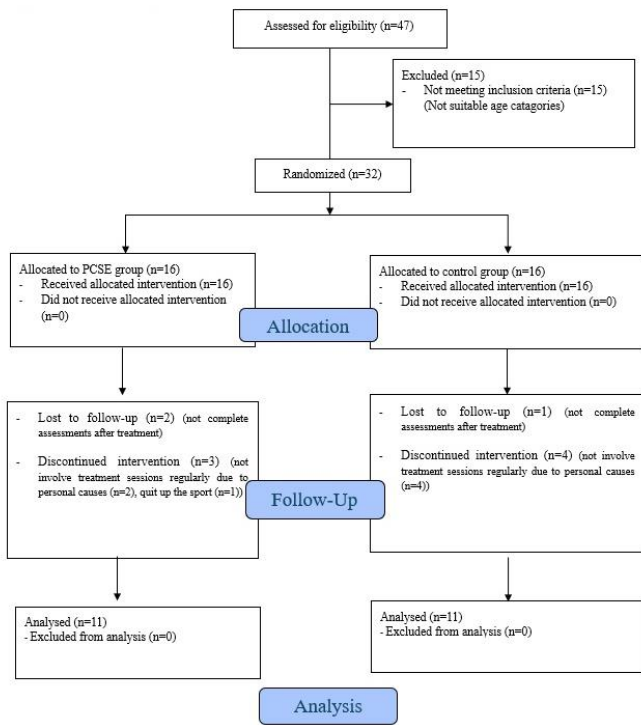 Assessed for eligibility (n=47)
Excluded (n=15)
- Not meeting inclusion criteria (n=15)
(Not suitable age catagories)
Randomized (n=32)
Allocated to PCSE group (n=16)
- Received allocated intervention (n=16)
- Did not receive allocated intervention
(n=0)
Allocated to control group (n=16)
- Received allocated intervention (n=16)
- Did not receive allocated intervention (n=0)
Allocation
- Lost to follow-up (n=2) (not complete
assessments after treatment)
- Discontinued intervention (n=3) (not
involve treatment sessions regularly due to
personal causes (n=2), quit up the sport (n=1))
- Lost to follow-up (n=1) (not complete
assessments after treatment)
- Discontinued intervention (n=4) (not involve
treatment sessions regularly due to personal causes
(n=4))
Follow-Up
Analysed (n=11)
- Excluded from analysis (n=0)
Analysed (n=11)
- Excluded from analysis (n=0)
Analysis